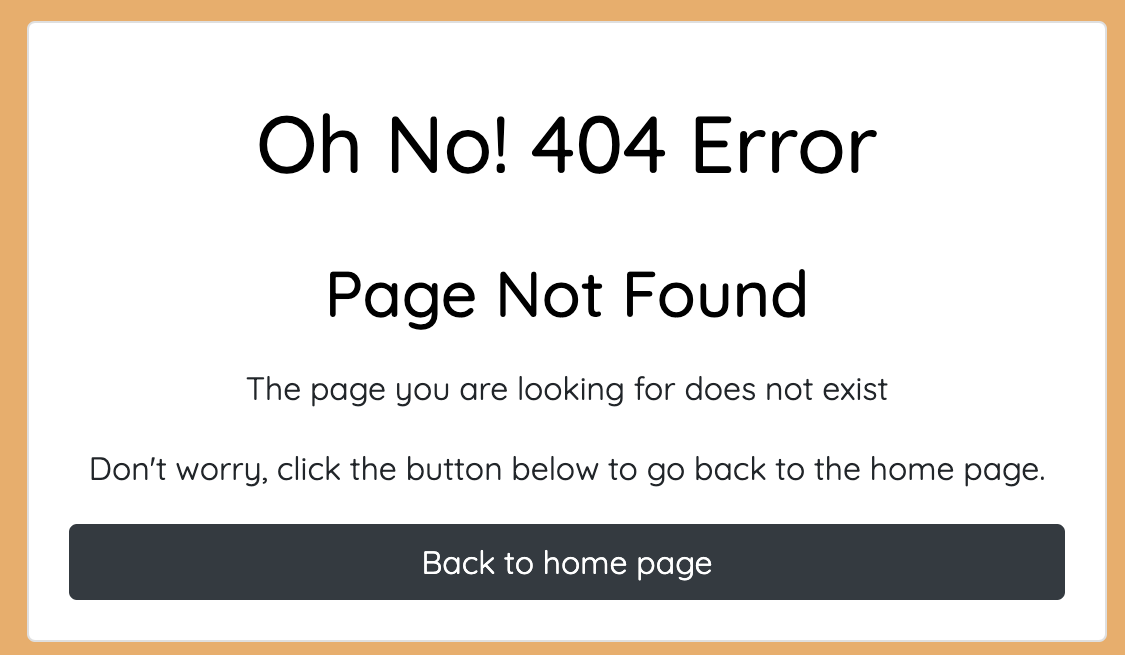 Oh No! 404 Error
Page Not Found
The page you are looking for does not exist
Don't worry, click the button below to go back to the home page.
Back to home page